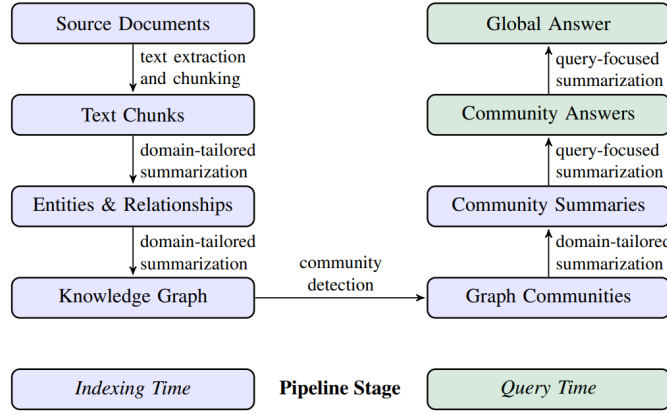 Source Documents
text extraction
and chunking
Text Chunks
domain-tailored
summarization
Entities & Relationships
domain-tailored
summarization
Knowledge Graph
community
detection
Global Answer
query-focused
summarization
Community Answers
query-focused
summarization
Community Summaries
domain-tailored
summarization
Graph Communities
Indexing Time
Pipeline Stage
Query Time